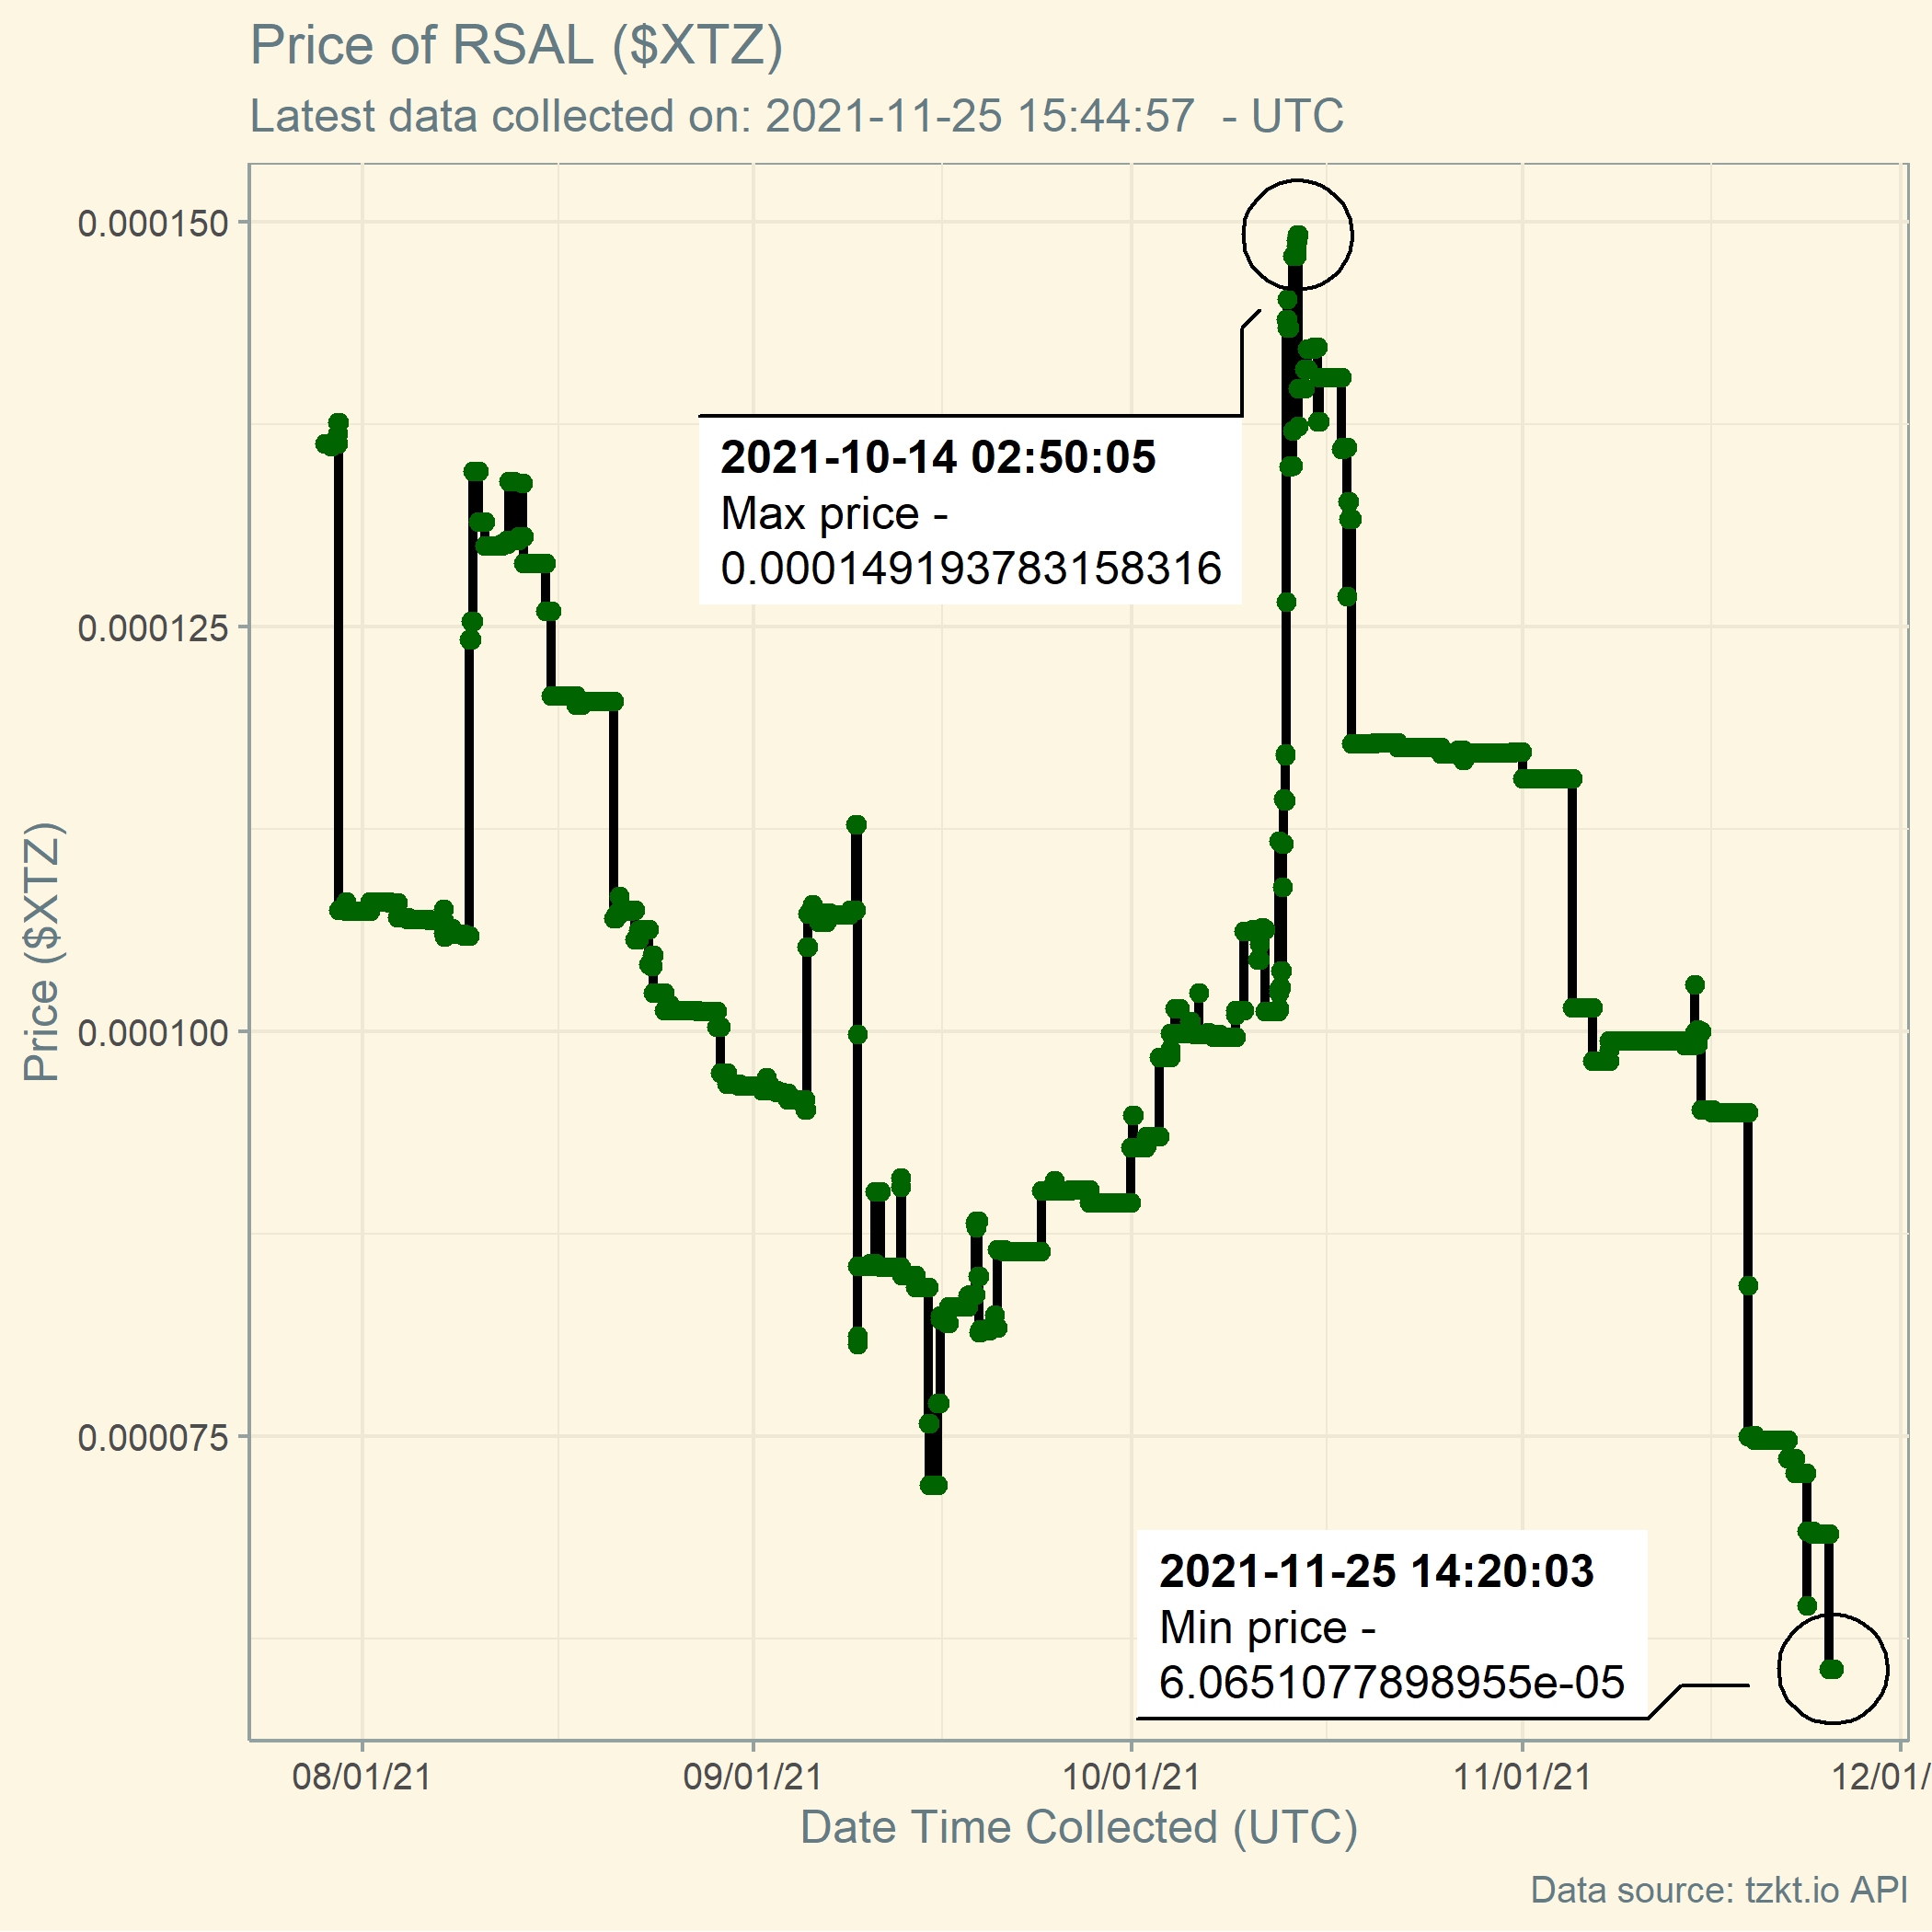 Price of RSAL ($XTZ)
Latest data collected on: 2021-11-25 15:44:57  - UTC
0.000150
0.000125
0.000100
0.000075
Price ($XTZ)
2021-10-14 02:50:05
Max price -
0.000149193783158316
2021-11-25 14:20:03
Min price -
6.0651077898955e-05
08/01/21
09/01/21
10/01/21
11/01/21
12/01/
Date Time Collected (UTC)
Data source: tzkt.io API